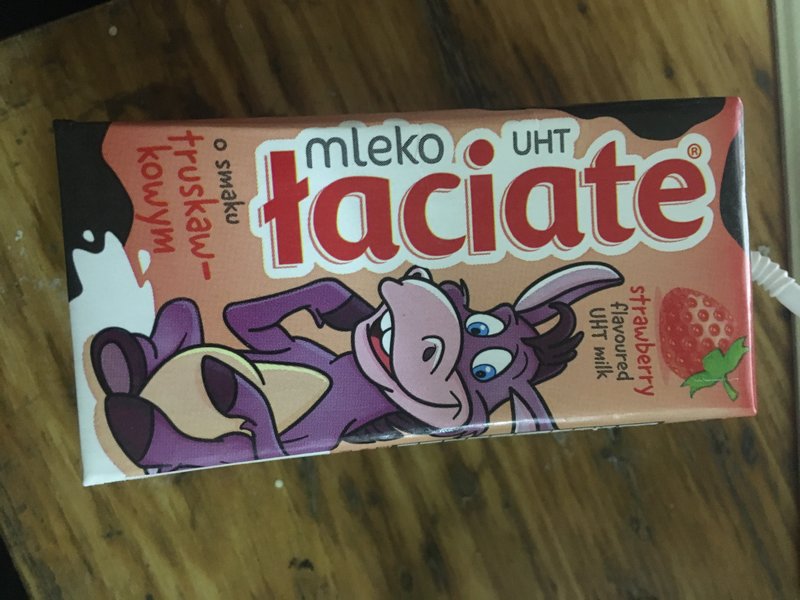 mleko UHT
łaciate®
o smaku
truskaw-
kowym
strawberry
flavoured
UHT milk